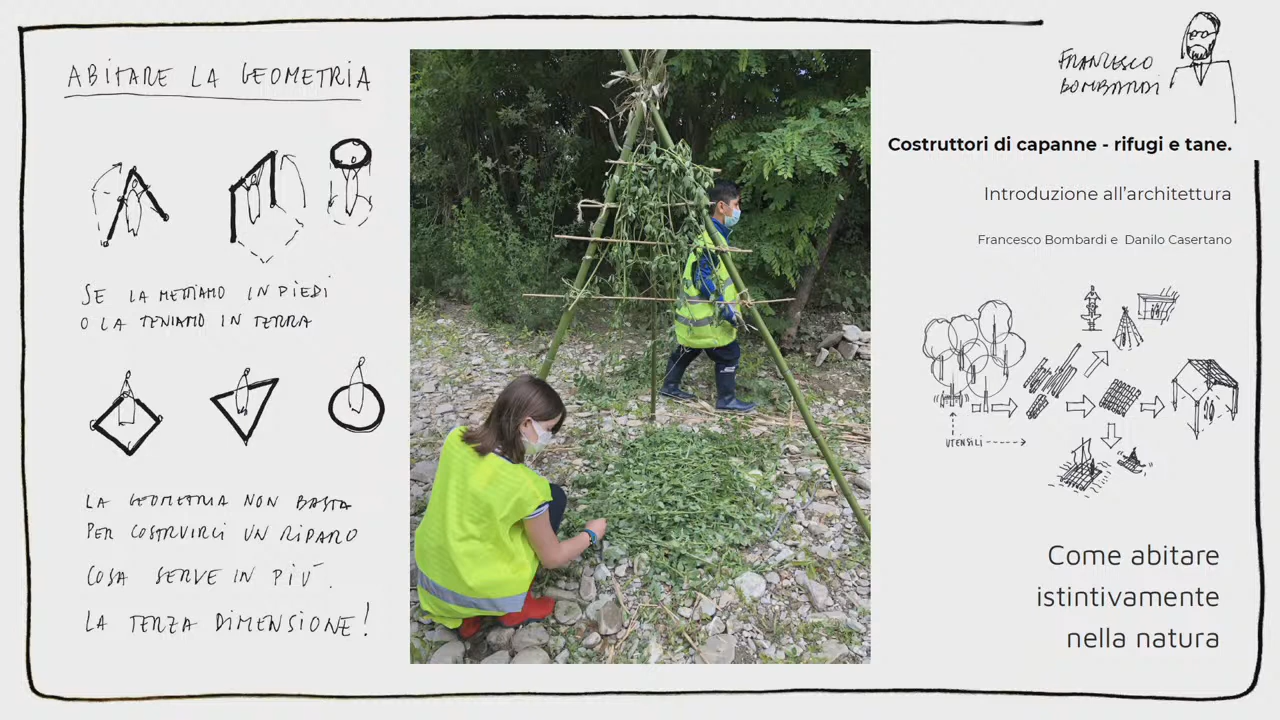 ABITARE LA GEOMETRIA
SE LA METTIAMO IN PIEDI
O LA TENIAMO IN TERRA
LA GEOMETRIA NON BASTA
PER COSTRUIRCI UN RIPARO
COSA SERVE IN PIÙ.
LA TERZA DIMENSIONE!
FRANCESCO
BOMBARDI
Costruttori di capanne - rifugi e tane.
Introduzione all'architettura
Francesco Bombardi e Danilo Casertano
UTENSILI
Come abitare
istintivamente
nella natura